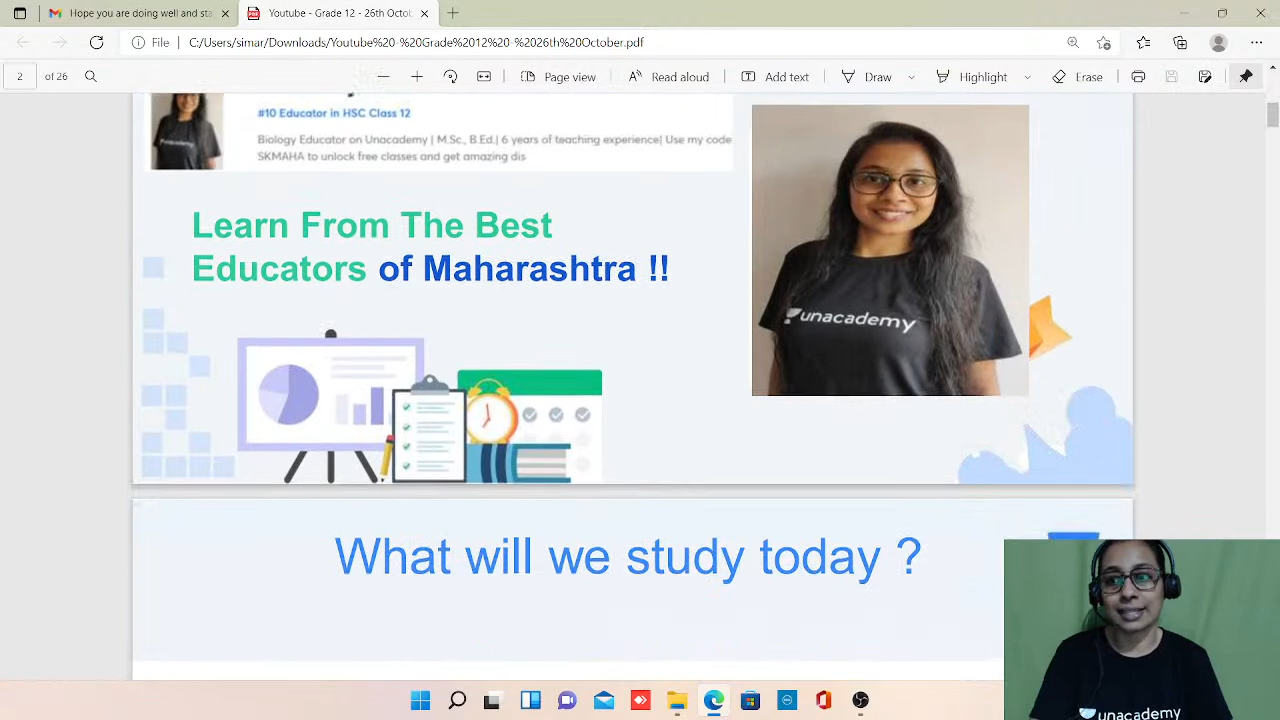 Hope you are doing well and sta
Youtube - Grade 12 - 26th Octob
File
C:/Users/simar/Downloads/Youtube%20-%20Grade%2012%20-%2026th%20October.pdf
2 of 26
Page view
Read aloud
Add text
Draw
Highlight
Erase
#10 Educator in HSC Class 12
Biology Educator on Unacademy | M.Sc., B.Ed.| 6 years of teaching experience| Use my code
SKMAHA to unlock free classes and get amazing dis
Learn From The Best
Educators of Maharashtra !!
unacademy
What will we study today ?
unacademy